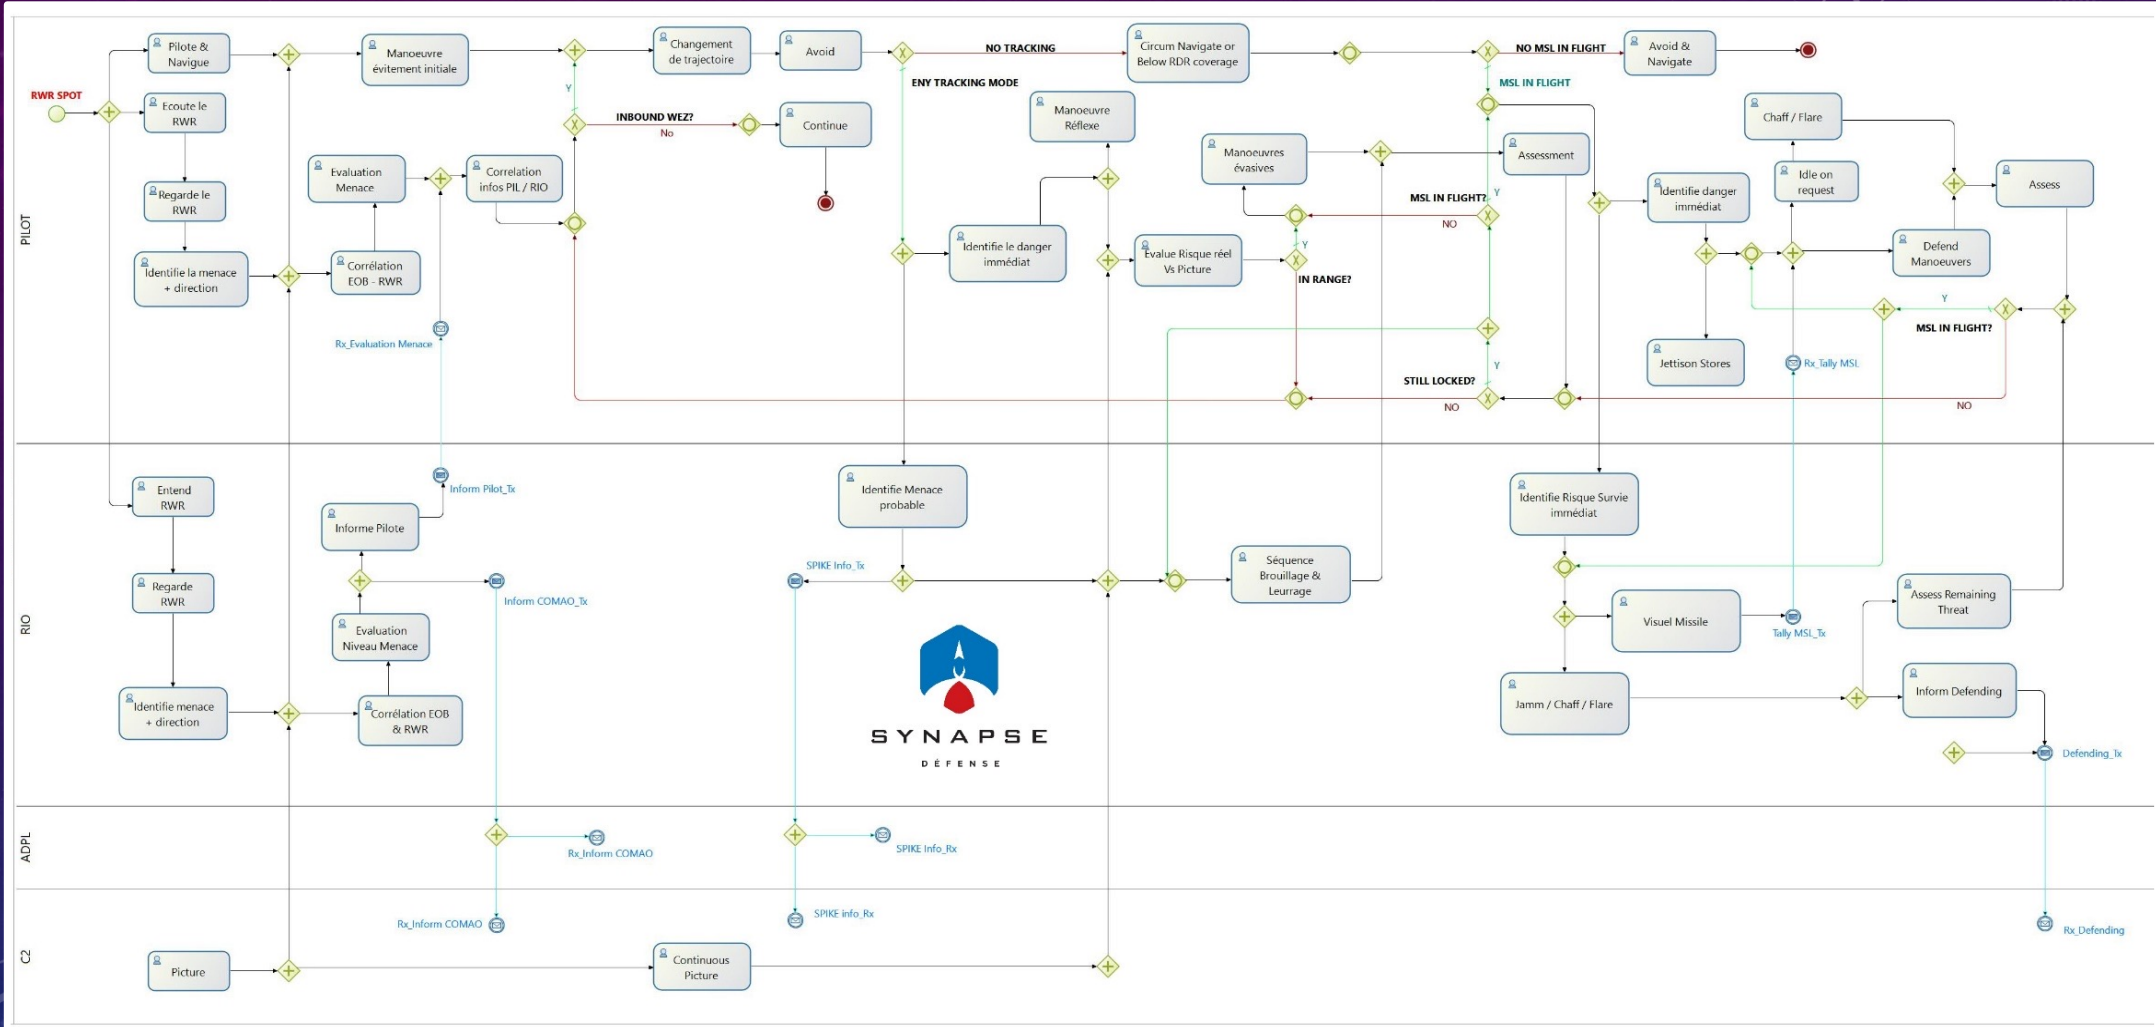 RWR SPOT
Pilote &
Navigue
Manoeuvre
évitement initiale
Changement
de trajectoire
Avoid
NO TRACKING
Circum Navigate or
Below RDR coverage
NO MSL IN FLIGHT
Avoid &
Navigate
ENY TRACKING MODE
MSL IN FLIGHT
Ecoute le
RWR
Y
INBOUND WEZ?
No
Continue
Manoeuvre
Réflexe
Chaff / Flare
Evaluation
Menace
Correlation
infos PIL / RIO
Manoeuvres
évasives
Assessment
Regarde le
RWR
MSL IN FLIGHT?
Y
NO
Identifie danger
immédiat
Idle on
request
Assess
PILOT
Identifie la menace
+ direction
Corrélation
EOB - RWR
Identifie le danger
immédiat
Evalue Risque réel
Vs Picture
Y
IN RANGE?
Defend
Manoeuvers
Y
MSL IN FLIGHT?
Rx_Evaluation Menace
Jettison Stores
Rx_Tally MSL
Y
STILL LOCKED?
NO
NO
Entend
RWR
Inform Pilot_Tx
Informe Pilote
Identifie Menace
probable
Identifie Risque Survie
immédiat
SPIKE Info_Tx
Séquence
Brouillage &
Leurrage
Regarde
RWR
Inform COMAO_Tx
Assess Remaining
Threat
RIO
Evaluation
Niveau Menace
Visuel Missile
Tally MSL_Tx
Identifie menace
+ direction
Corrélation EOB
& RWR
SYNAPSE
DÉFENSE
Jamm / Chaff / Flare
Inform Defending
Defending_Tx
ADPL
Rx_Inform COMAO
SPIKE Info_Rx
Rx_Inform COMAO
SPIKE info_Rx
Rx_Defending
C2
Picture
Continuous
Picture